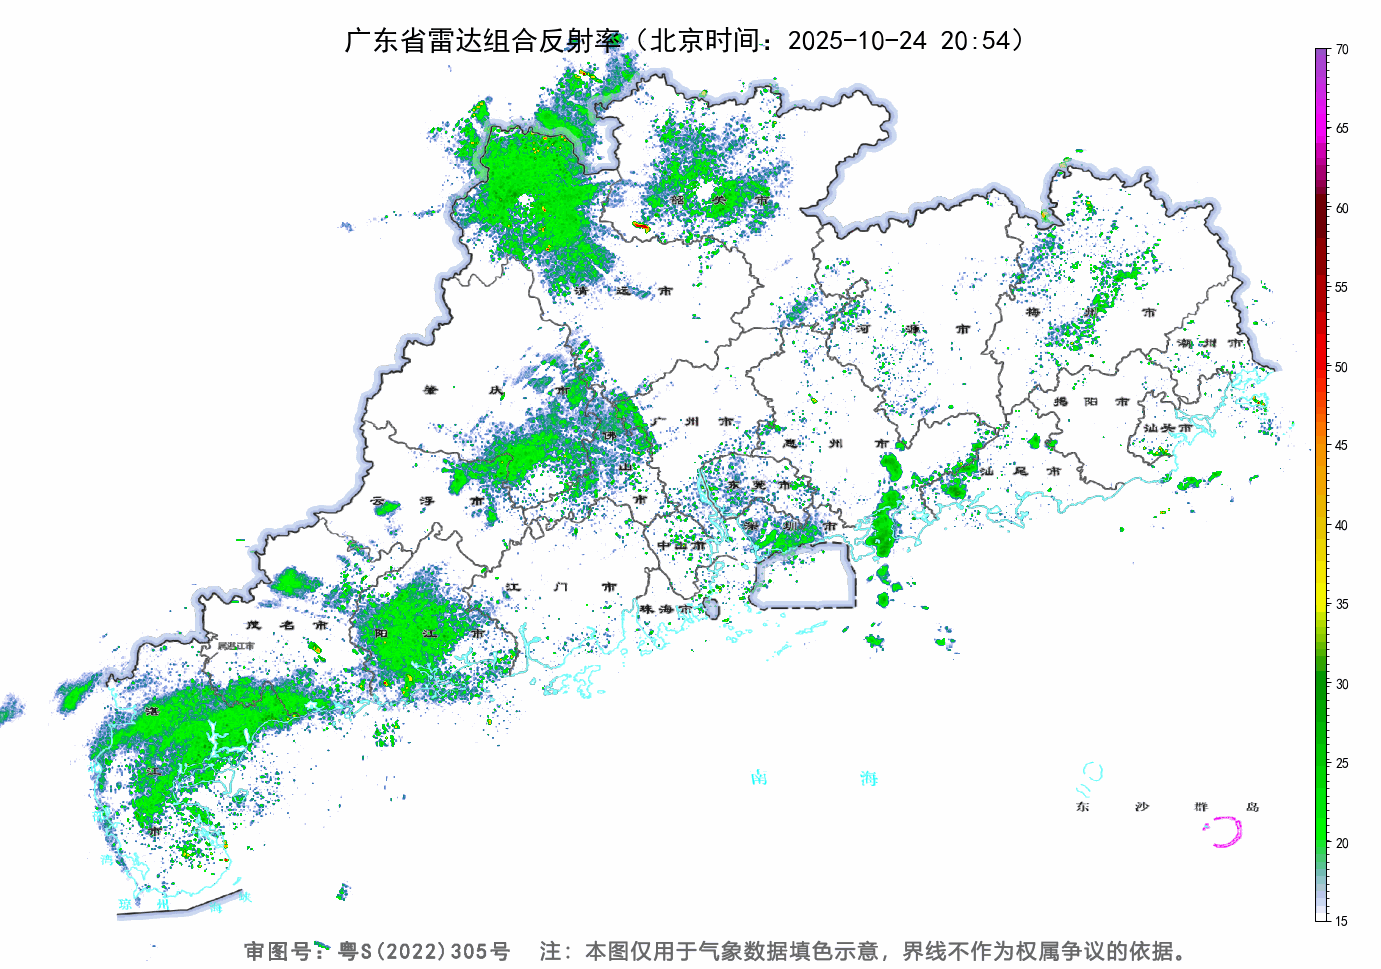 广东省雷达组合反射率（北京时间：2025-10-24 20:54）
70
65
60
55
50
45
40
35
30
25
20
15
韶关市
清远市
河源市
梅州市
潮州市
肇庆市
广州市
惠州市
揭阳市
汕头市
佛山市
东莞市
汕尾市
云浮市
深圳市
中山市
江门市
珠海市
茂名市
阳江市
湛江市
南海
东沙群岛
湾
琼州海峡
审图号：粤S(2022)305号 注：本图仅用于气象数据填色示意，界线不作为权属争议的依据。